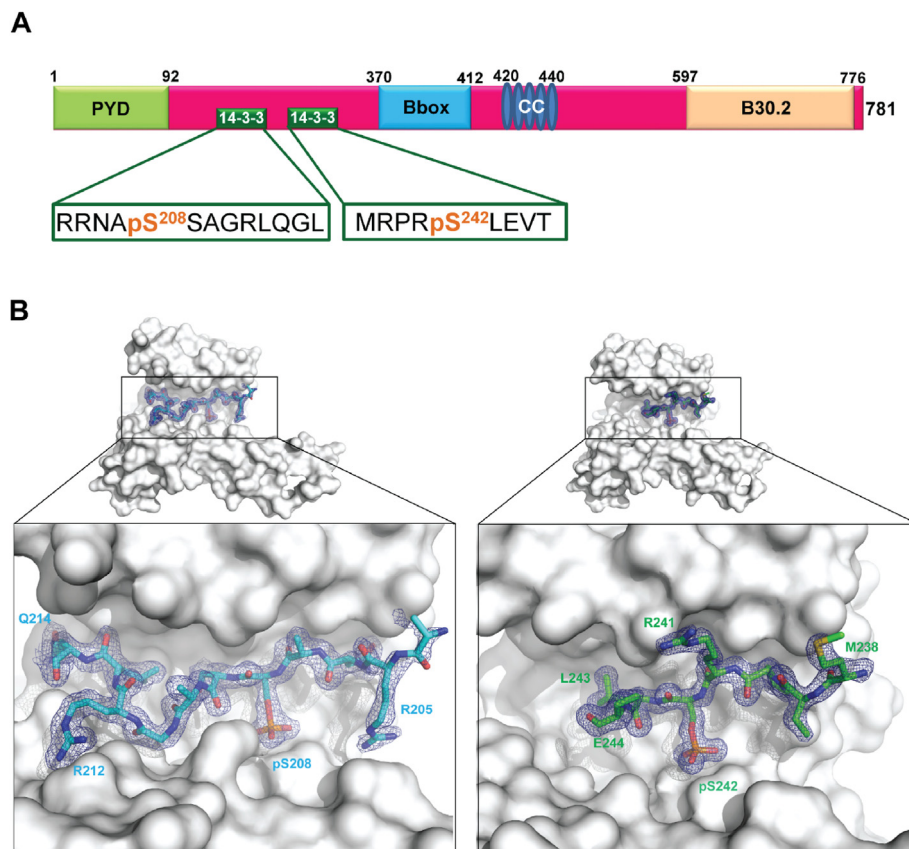 A
1 92 370 412 420 440 597 776
PYD 14-3-3 14-3-3 Bbox CC B30.2 781
RRNApS²⁰⁸SAGRLQGL MRPRpS²⁴²LEVT
B
Q214
R212
pS208
R205
R241
M238
L243
E244
pS242